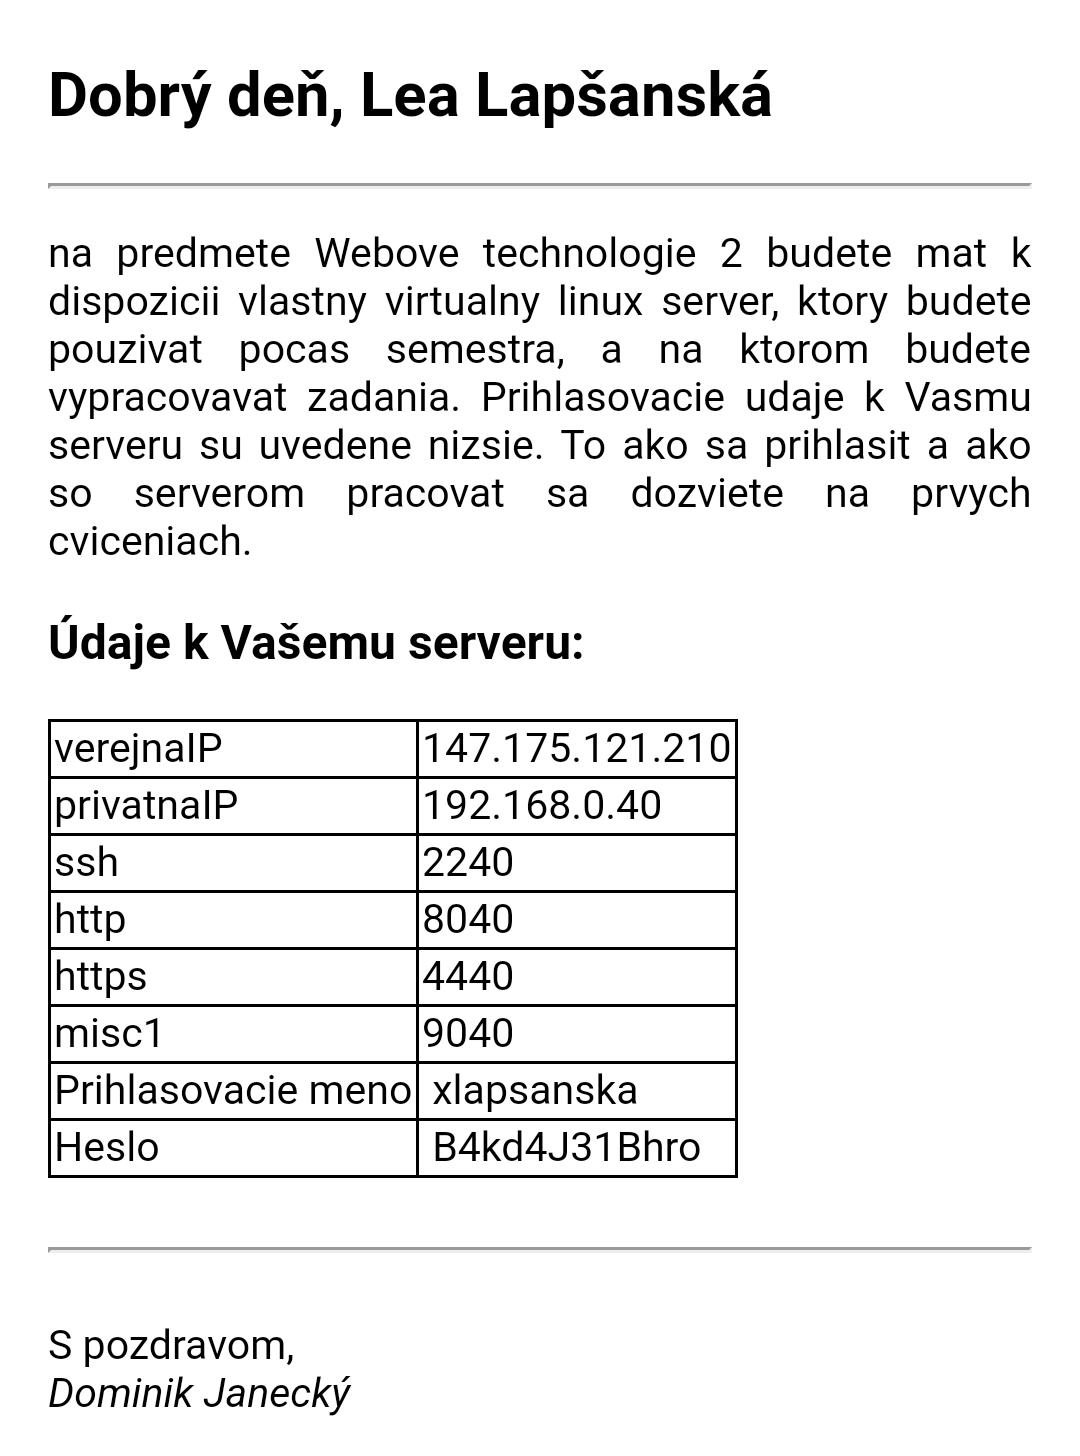 Dobrý deň, Lea Lapšanská
na predmete Webove technologie 2 budete mat k
dispozicii vlastny virtualny linux server, ktory budete
pouzivat pocas semestra, a na ktorom budete
vypracovavat zadania. Prihlasovacie udaje k Vasmu
serveru su uvedene nizsie. To ako sa prihlasit a ako
so serverom pracovat sa dozviete na prvych
cviceniach.
Údaje k Vašemu serveru:
verejnaIP 147.175.121.210
privatnaIP 192.168.0.40
ssh 2240
http 8040
https 4440
misc1 9040
Prihlasovacie meno xlapsanska
Heslo B4kd4J31Bhro
S pozdravom,
Dominik Janecký